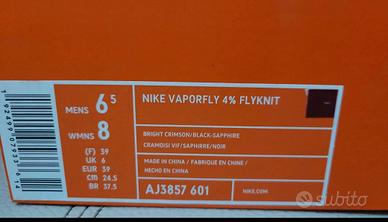 MENS 6.5
WMNS 8
(F) 39
UK 6
EUR 39
CM 24.5
BR 37.5
NIKE VAPORFLY 4% FLYKNIT
BRIGHT CRIMSON/BLACK-SAPPHIRE
CRAMOISI VIF/SAPHIRE/NOIR
MADE IN CHINA / FABRIQUE EN CHINE /
HECHO EN CHINA
AJ3857 601
NIKE.COM
subito